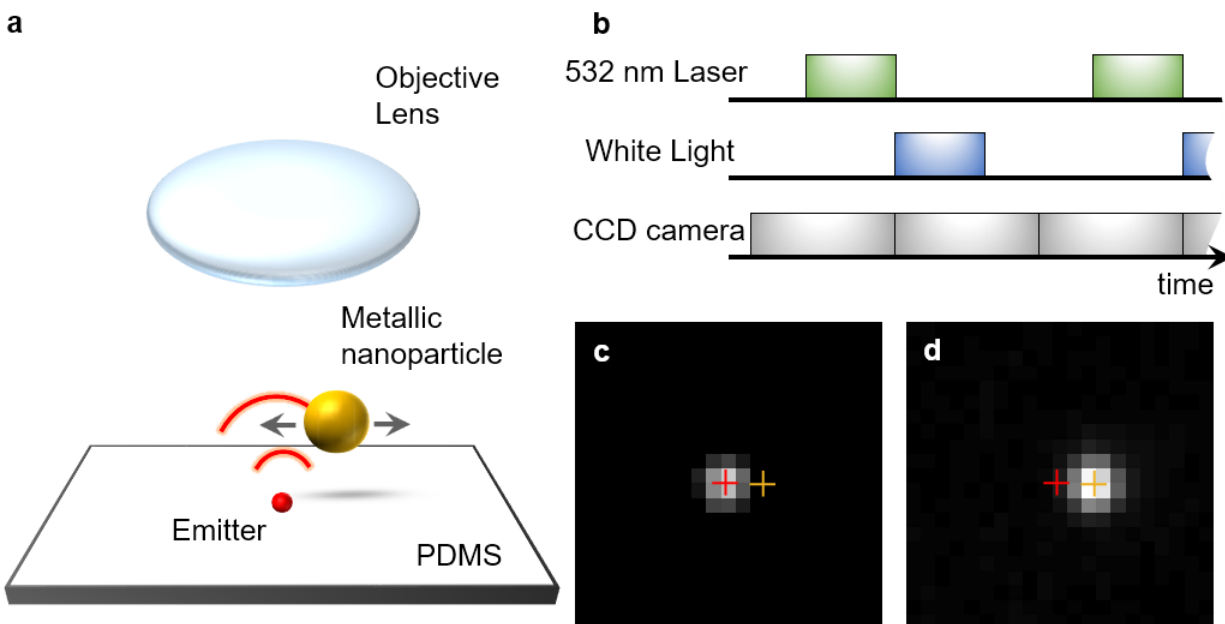 a
Objective
Lens
Metallic
nanoparticle
Emitter
PDMS
b
532 nm Laser
White Light
CCD camera
time
c
d